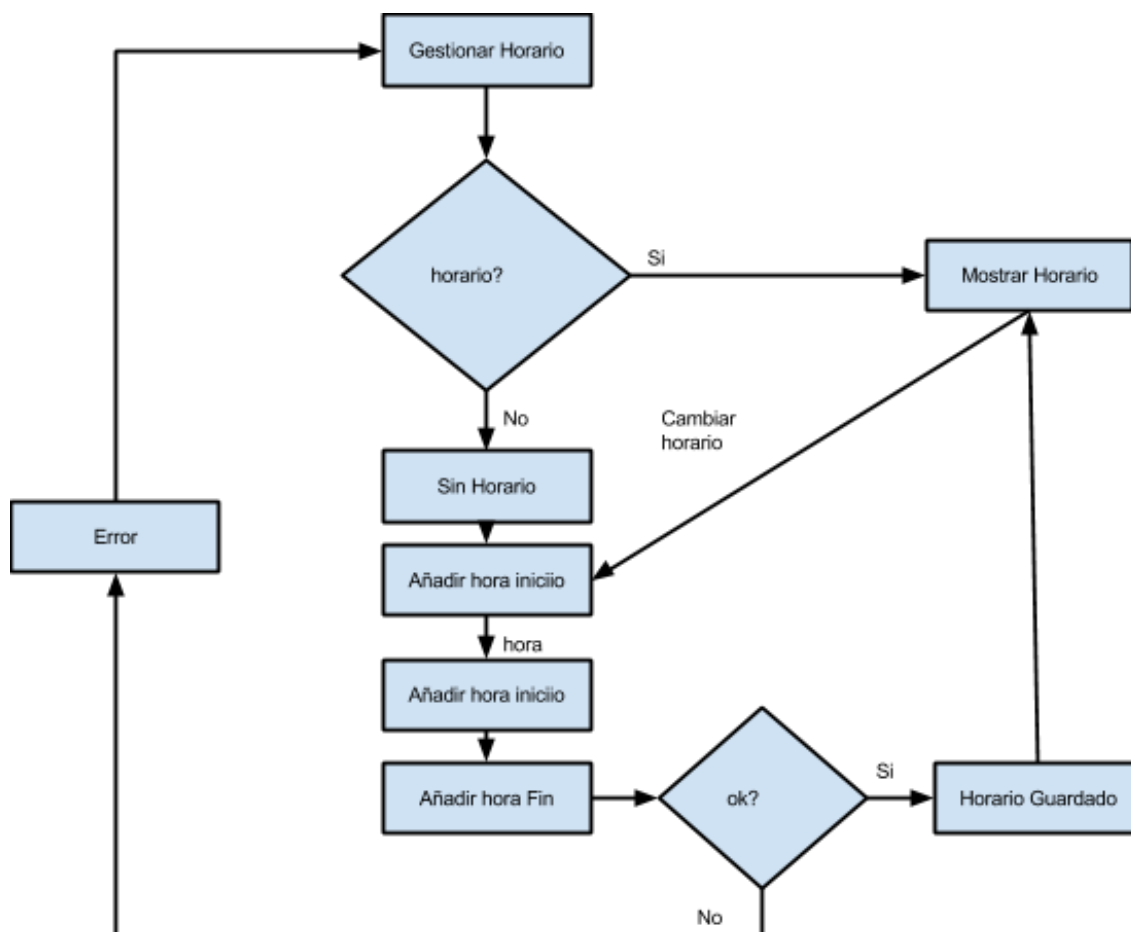 Gestionar Horario
horario?
Si
Mostrar Horario
No
Cambiar
horario
Sin Horario
Error
Añadir hora iniciio
hora
Añadir hora iniciio
Añadir hora Fin
ok?
Si
Horario Guardado
No